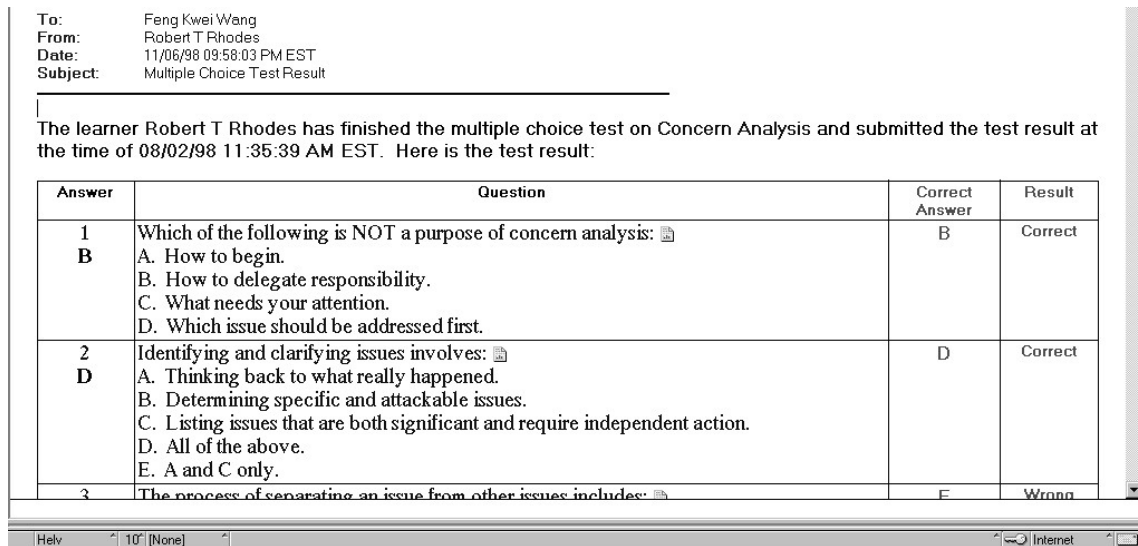 To: Feng Kwei Wang
From: Robert T Rhodes
Date: 11/06/98 09:58:03 PM EST
Subject: Multiple Choice Test Result
The learner Robert T Rhodes has finished the multiple choice test on Concern Analysis and submitted the test result at
the time of 08/02/98 11:35:39 AM EST. Here is the test result:
Answer Question Correct Answer Result
1 Which of the following is NOT a purpose of concern analysis: B Correct
B A. How to begin.
B. How to delegate responsibility.
C. What needs your attention.
D. Which issue should be addressed first.
2 Identifying and clarifying issues involves: D Correct
D A. Thinking back to what really happened.
B. Determining specific and attackable issues.
C. Listing issues that are both significant and require independent action.
D. All of the above.
E. A and C only.
3 The process of separating an issue from other issues includes: Wrong
Helv 10 [None] Internet